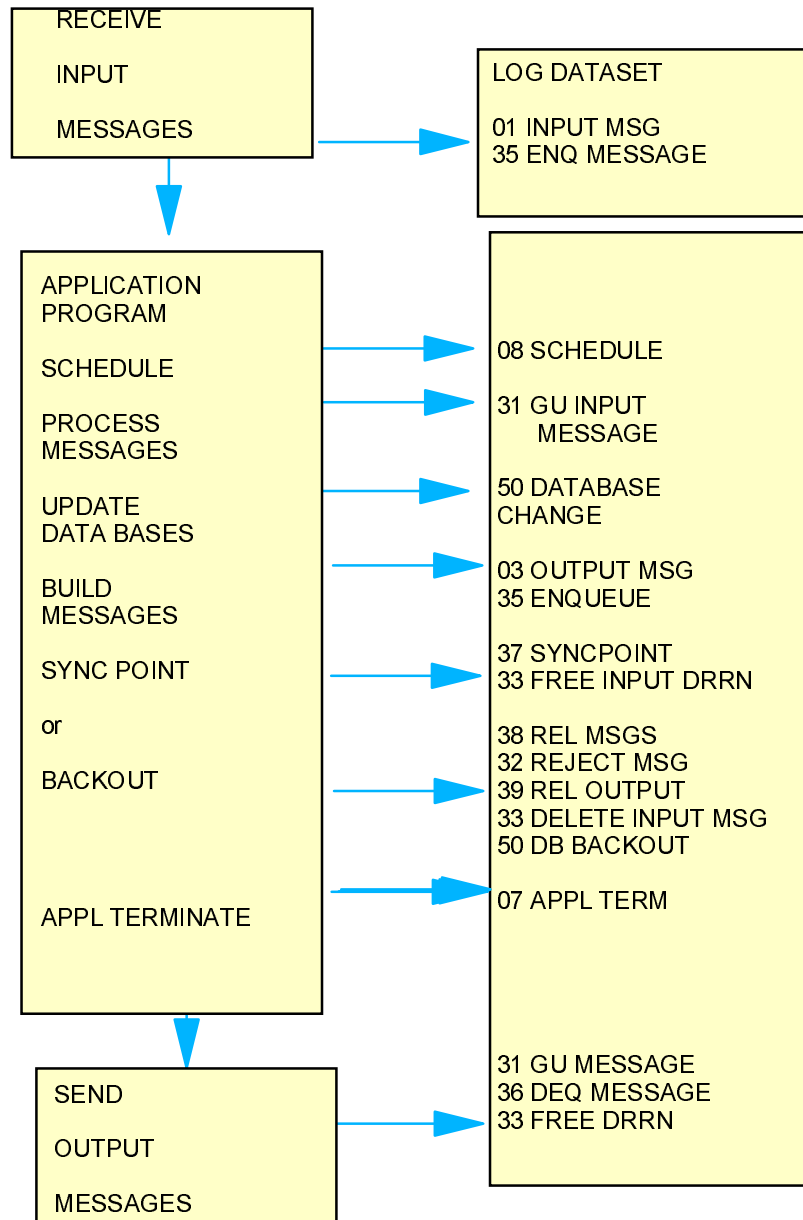 RECEIVE
INPUT
MESSAGES
LOG DATASET
01 INPUT MSG
35 ENQ MESSAGE
APPLICATION
PROGRAM
SCHEDULE
PROCESS
MESSAGES
UPDATE
DATA BASES
BUILD
MESSAGES
SYNC POINT
or
BACKOUT
APPL TERMINATE
08 SCHEDULE
31 GU INPUT
MESSAGE
50 DATABASE
CHANGE
03 OUTPUT MSG
35 ENQUEUE
37 SYNCPOINT
33 FREE INPUT DRRN
38 REL MSGS
32 REJECT MSG
39 REL OUTPUT
33 DELETE INPUT MSG
50 DB BACKOUT
07 APPL TERM
31 GU MESSAGE
36 DEQ MESSAGE
33 FREE DRRN
SEND
OUTPUT
MESSAGES